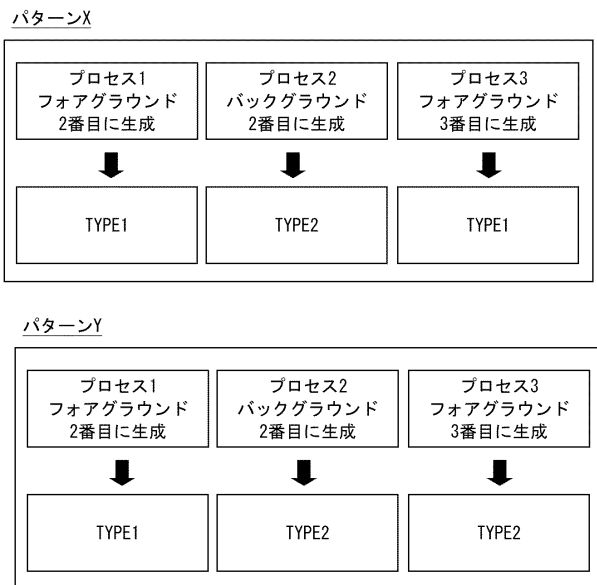 パターンX
プロセス1
フォアグラウンド
2番目に生成
プロセス2
バックグラウンド
2番目に生成
プロセス3
フォアグラウンド
3番目に生成
TYPE1
TYPE2
TYPE1
パターンY
プロセス1
フォアグラウンド
2番目に生成
プロセス2
バックグラウンド
2番目に生成
プロセス3
フォアグラウンド
3番目に生成
TYPE1
TYPE2
TYPE2